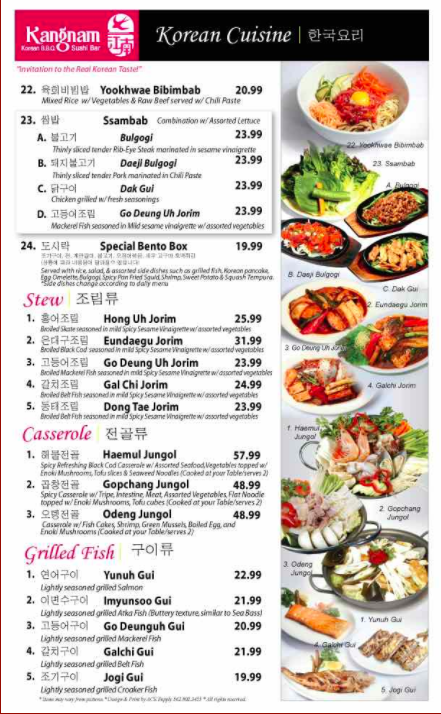 Kangnam
Korean B.B.Q. Sushi Bar
강남
Korean Cuisine | 한국요리
"Invitation to the Real Korean Taste!"
22. 육회비빔밥 Yookhwae Bibimbab 20.99
Mixed Rice w/ Vegetables & Raw Beef served w/ Chili Paste
23. 쌈밥 Ssambab Combination w/ Assorted Lettuce
A. 불고기 Bulgogi 23.99
Thinly sliced tender Rib-Eye Steak marinated in sesame vinaigrette
B. 돼지불고기 Daeji Bulgogi 23.99
Thinly sliced tender Pork marinated in Chili Paste
C. 닭구이 Dak Gui 23.99
Chicken grilled w/ fresh seasonings
D. 고등어조림 Go Deung Uh Jorim 23.99
Mackerel Fish seasoned in Mild sesame Vinaigrette w/ assorted vegetables
24. 도시락 Special Bento Box 19.99
Served with rice, salad, & assorted side dishes such as grilled fish, Korean pancake,
Egg Omelette, Bulgogi, Spicy Pan Fried Squid, Shrimp, Sweet Potato & Squash Tempura.
*Side dishes change according to daily menu
Stew | 조림류
1. 홍어조림 Hong Uh Jorim 25.99
Broiled Skate seasoned in mild Spicy Sesame Vinaigrette w/ assorted vegetables
2. 은대구조림 Eundaegu Jorim 31.99
Broiled Black Cod seasoned in mild Spicy Sesame Vinaigrette w/ assorted vegetables
3. 고등어조림 Go Deung Uh Jorim 23.99
Broiled Mackerel Fish seasoned in mild Spicy Sesame Vinaigrette w/ assorted vegetables
4. 갈치조림 Gal Chi Jorim 24.99
Broiled Belt Fish seasoned in mild Spicy Sesame Vinaigrette w/ assorted vegetables
5. 동태조림 Dong Tae Jorim 23.99
Broiled Belt Fish seasoned in mild Spicy Sesame Vinaigrette w/ assorted vegetables
Casserole | 전골류
1. 해물전골 Haemul Jungol 57.99
Spicy Refreshing Black Cod Casserole w/ Assorted Seafood, Vegetables topped w/
Enoki Mushrooms, Tofu slices & Seaweed Noodles (Cooked at your Table/serves 2)
2. 곱창전골 Gopchang Jungol 48.99
Spicy Casserole w/ Tripe, Intestine, Meat, Assorted Vegetables, Flat Noodle
topped w/ Enoki Mushrooms, Tofu cubes (Cooked at your Table/serves 2)
3. 오뎅전골 Odeng Jungol 48.99
Casserole w/ Fish Cakes, Shrimp, Green Mussels, Boiled Egg, and
Enoki Mushrooms (Cooked at your Table/serves 2)
Grilled Fish | 구이류
1. 연어구이 Yunuh Gui 22.99
Lightly seasoned grilled Salmon
2. 이면수구이 Imyunsoo Gui 21.99
Lightly seasoned grilled Atka Fish (Buttery texture, similar to Sea Bass)
3. 고등어구이 Go Deunguh Gui 20.99
Lightly seasoned grilled Mackerel Fish
4. 갈치구이 Galchi Gui 21.99
Lightly seasoned grilled Belt Fish
5. 조기구이 Jogi Gui 19.99
Lightly seasoned grilled Croaker Fish
22. Yookhwae Bibimbab
23. Ssambab
A. Bulgogi
B. Daeji Bulgogi
C. Dak Gui
2. Eundaegu Jorim
3. Go Deung Uh Jorim
4. Galchi Jorim
1. Haemul
Jungol
2. Gopchang
Jungol
3. Odeng
Jungol
1. Yunuh Gui
4. Galchi Gui
5. Jogi Gui